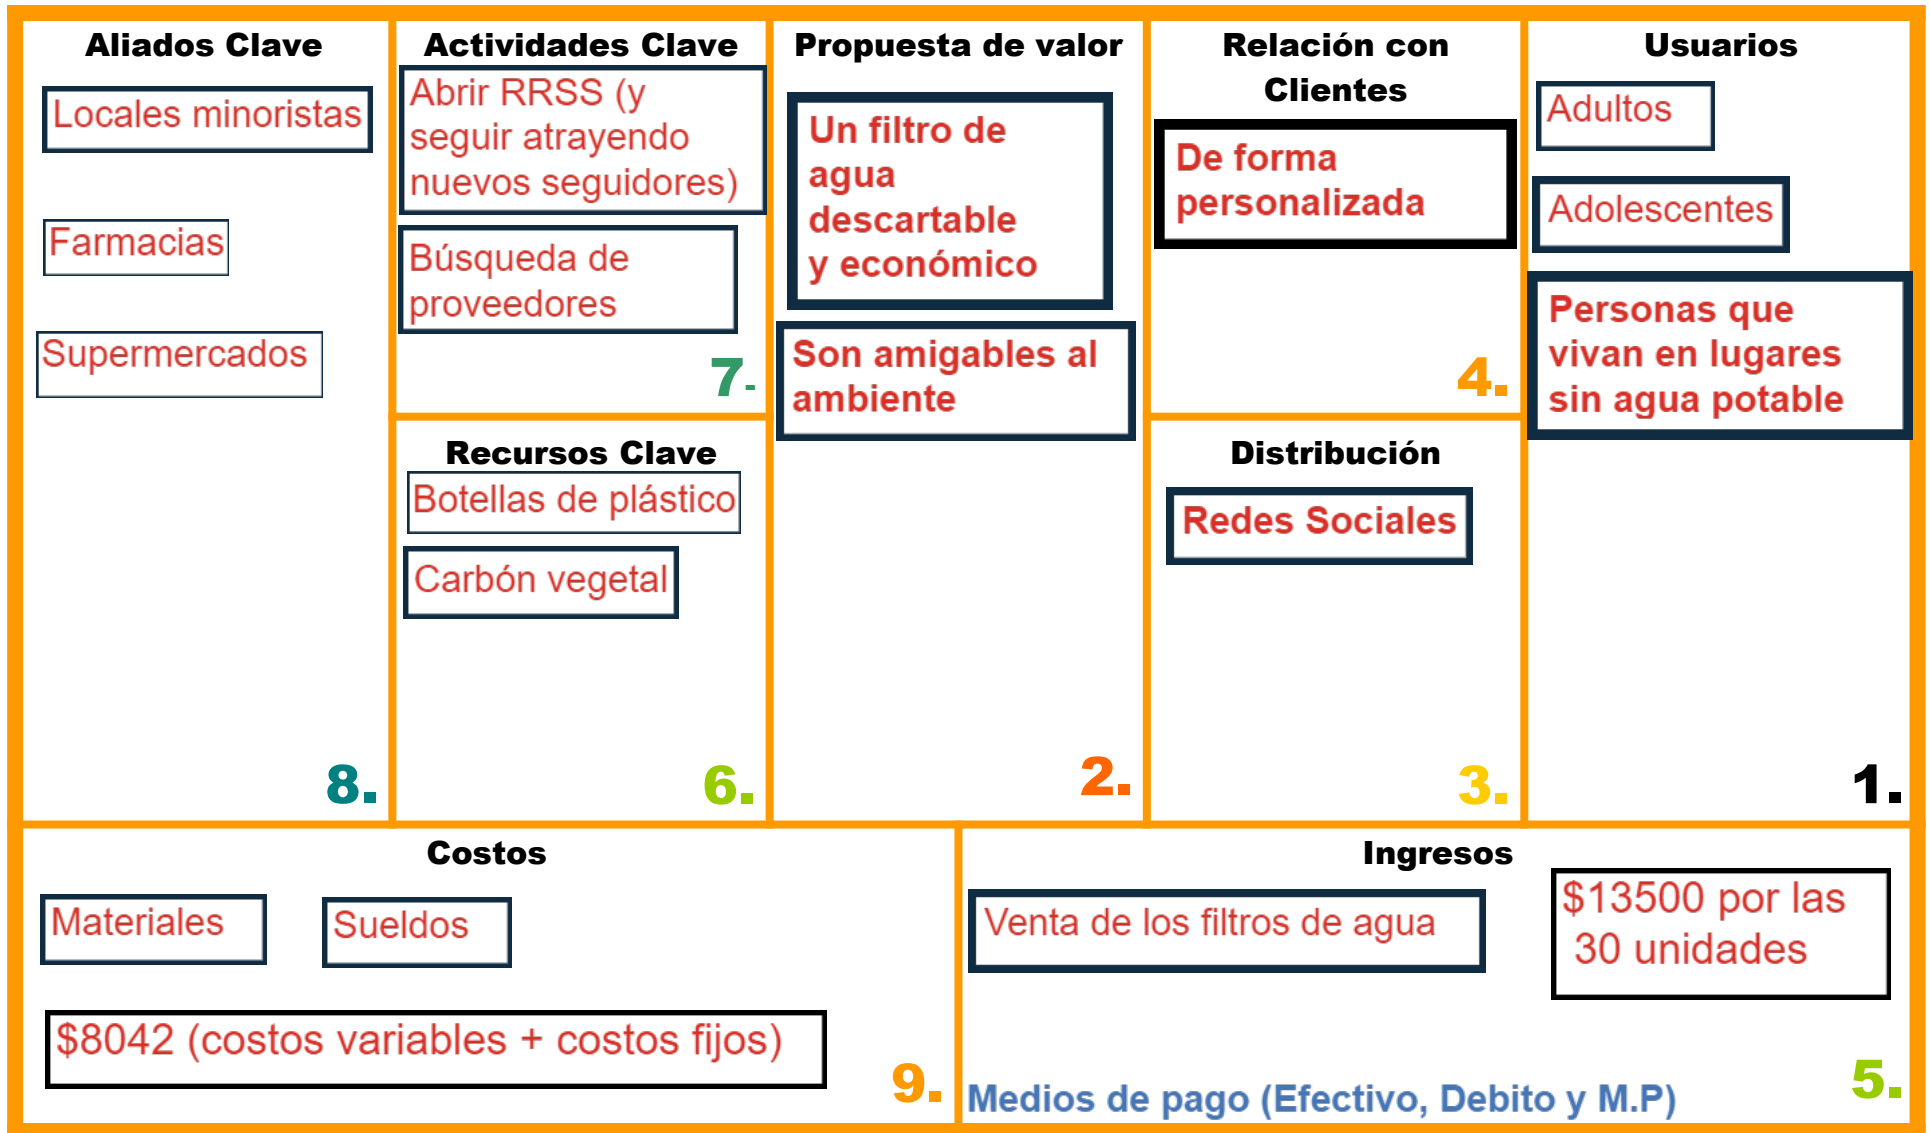 Aliados Clave
Locales minoristas
Farmacias
Supermercados
8.
Actividades Clave
Abrir RRSS (y
seguir atrayendo
nuevos seguidores)
Búsqueda de
proveedores
7-
Recursos Clave
Botellas de plástico
Carbón vegetal
6.
Propuesta de valor
Un filtro de
agua
descartable
y económico
Son amigables al
ambiente
2.
Relación con
Clientes
De forma
personalizada
4.
Distribución
Redes Sociales
3.
Usuarios
Adultos
Adolescentes
Personas que
vivan en lugares
sin agua potable
1.
Costos
Materiales
Sueldos
$8042 (costos variables + costos fijos)
9.
Ingresos
Venta de los filtros de agua
$13500 por las
30 unidades
Medios de pago (Efectivo, Debito y M.P)
5.